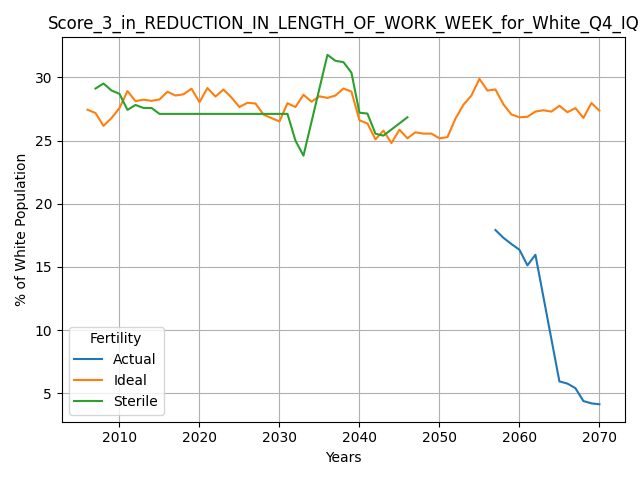 Score_3_in_REDUCTION_IN_LENGTH_OF_WORK_WEEK_for_White_Q4_IQ
% of White Population
30
25
20
15
10
5
Fertility
Actual
Ideal
Sterile
2010 2020 2030 2040 2050 2060 2070
Years